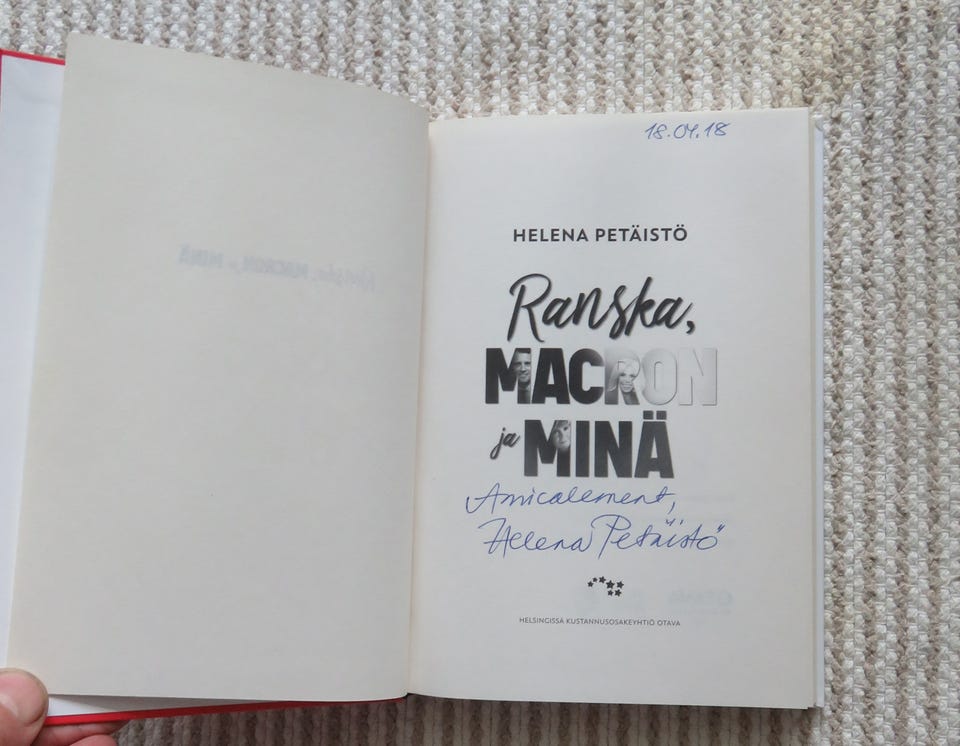 18.04.18
HELENA PETÄISTÖ
Ranska,
MACRON
ja MINÄ
Amicalement,
Helena Petäistö
HELSINGISSÄ KUSTANNUSOSAKEYHTIÖ OTAVA